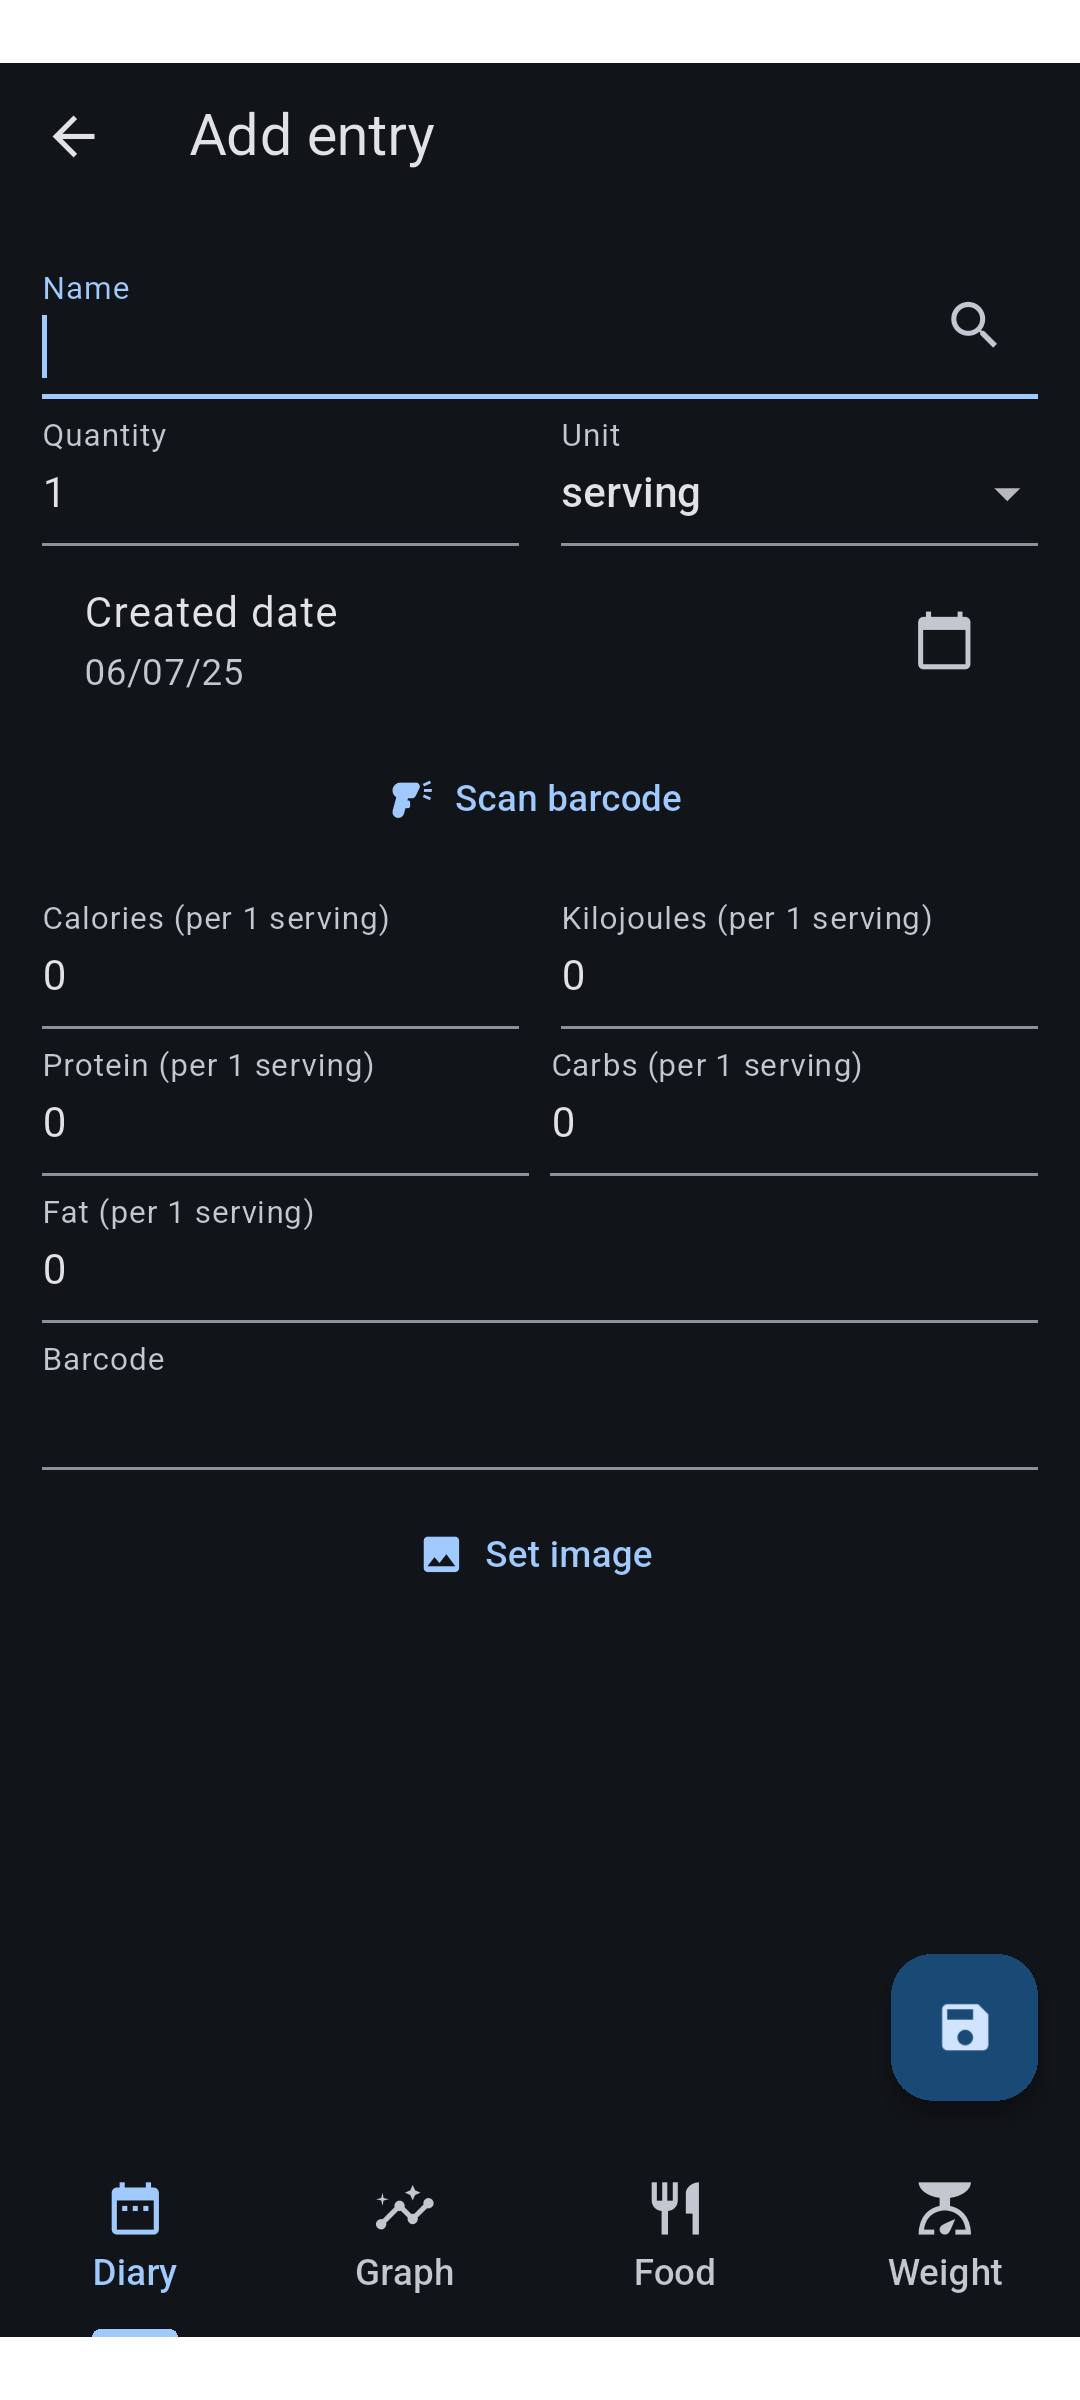 Add entry
Name
Quantity
Unit
1
serving
Created date
06/07/25
Scan barcode
Calories (per 1 serving)
Kilojoules (per 1 serving)
0
0
Protein (per 1 serving)
Carbs (per 1 serving)
0
0
Fat (per 1 serving)
0
Barcode
Set image
Diary
Graph
Food
Weight